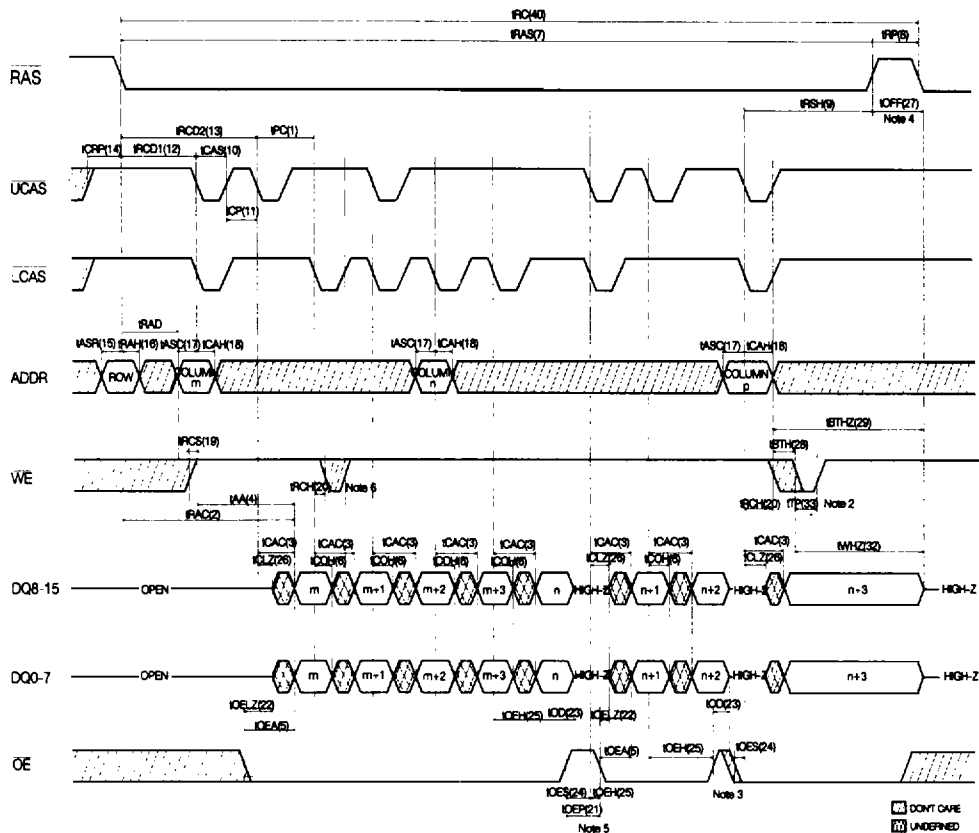 tRC(40)
tRAS(7) tRP(8)
RAS
tRSH(9) tOFF(27)
Note 4
tRCD2(13) tPC(1)
tCRP(14) tRCD1(12) tCAS(10)
UCAS
tCP(11)
LCAS
tRAD
tASR(15) tRAH(16) tASC(17) tCAH(18) tASC(17) tCAH(18) tASC(17) tCAH(18)
ADDR ROW COLUMN m COLUMN n COLUMN p
tBTHZ(29)
tRCS(19) tBTH(28)
WE
tRCH(20) Note 6 tRCH(20) tTP(33) Note 2
tAA(4)
tRAC(2)
tCAC(3) tCAC(3) tCAC(3) tCAC(3) tCAC(3) tCAC(3) tCAC(3) tCAC(3) tWHZ(32)
tCLZ(26) tCOH(6) tCOH(6) tCOH(6) tCOH(6) tCLZ(26) tCOH(6) tCLZ(26)
DQ8-15 OPEN m m+1 m+2 m+3 n HIGH-Z n+1 n+2 HIGH-Z n+3 HIGH-Z
DQ0-7 OPEN m m+1 m+2 m+3 n HIGH-Z n+1 n+2 HIGH-Z n+3 HIGH-Z
tOELZ(22) tOEH(25) tOD(23) tOELZ(22) tOD(23)
tOEA(5) tOEA(5) tOEH(25) tOES(24)
OE
tOES(24) tOEH(25) Note 3
tOEP(21)
Note 5
DON'T CARE
UNDEFINED